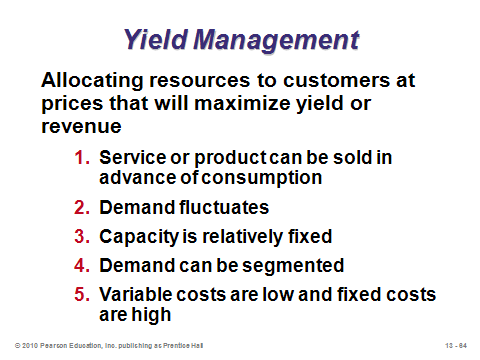 Yield Management
Allocating resources to customers at
prices that will maximize yield or
revenue
1. Service or product can be sold in
advance of consumption
2. Demand fluctuates
3. Capacity is relatively fixed
4. Demand can be segmented
5. Variable costs are low and fixed costs
are high
© 2010 Pearson Education, Inc. publishing as Prentice Hall
13 - 64